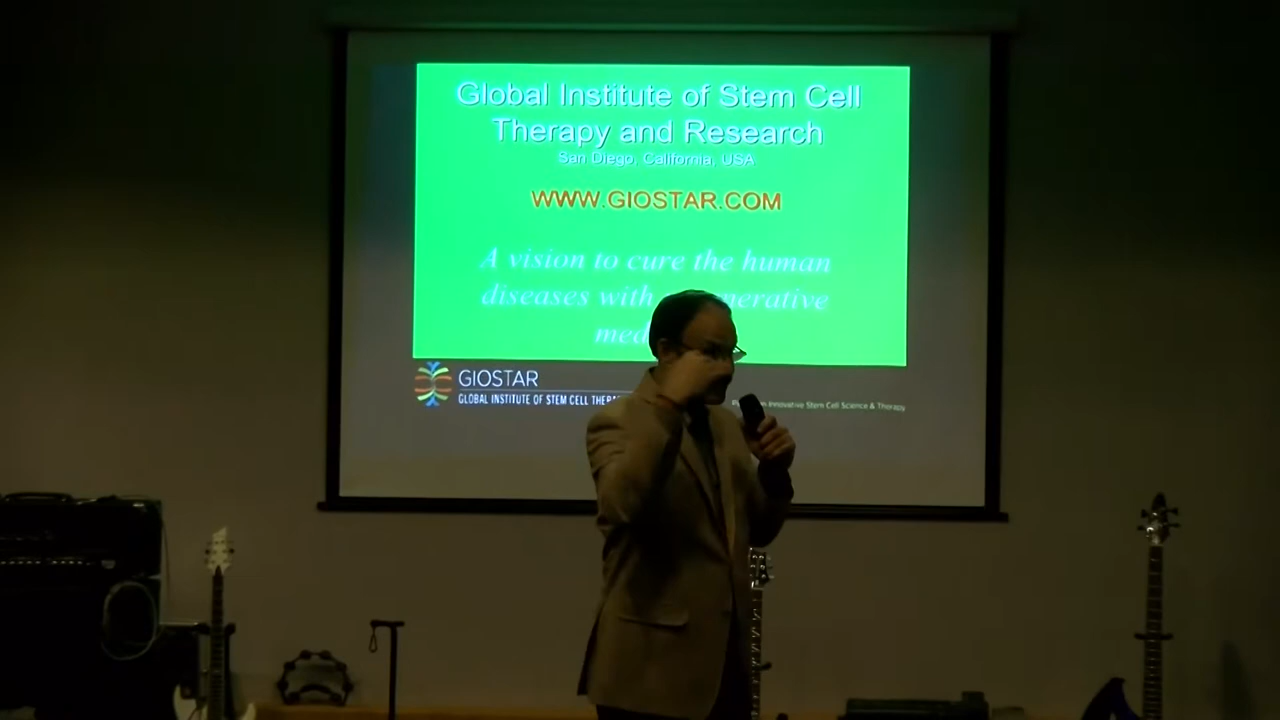 Global Institute of Stem Cell
Therapy and Research
San Diego, California, USA
WWW.GIOSTAR.COM
A vision to cure the human
diseases with
GIOSTAR
GLOBAL INSTITUTE OF STEM CELL
Innovative Stem Cell Science & Therapy